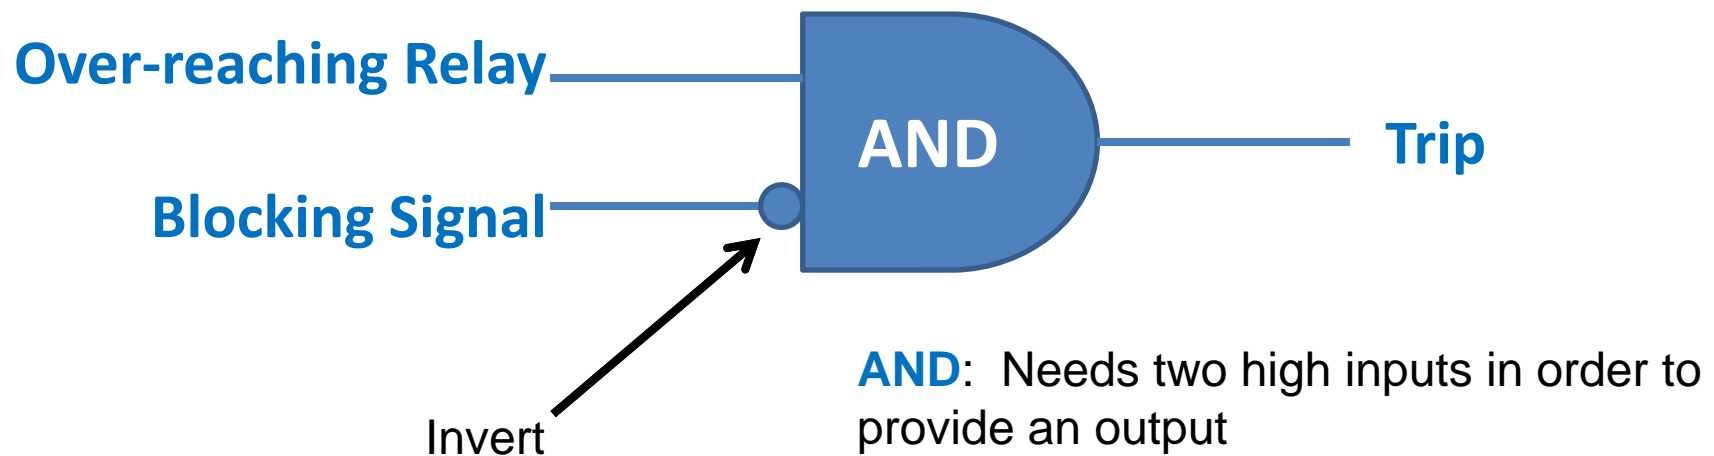 Over-reaching Relay
AND
Trip
Blocking Signal
Invert
AND: Needs two high inputs in order to
provide an output